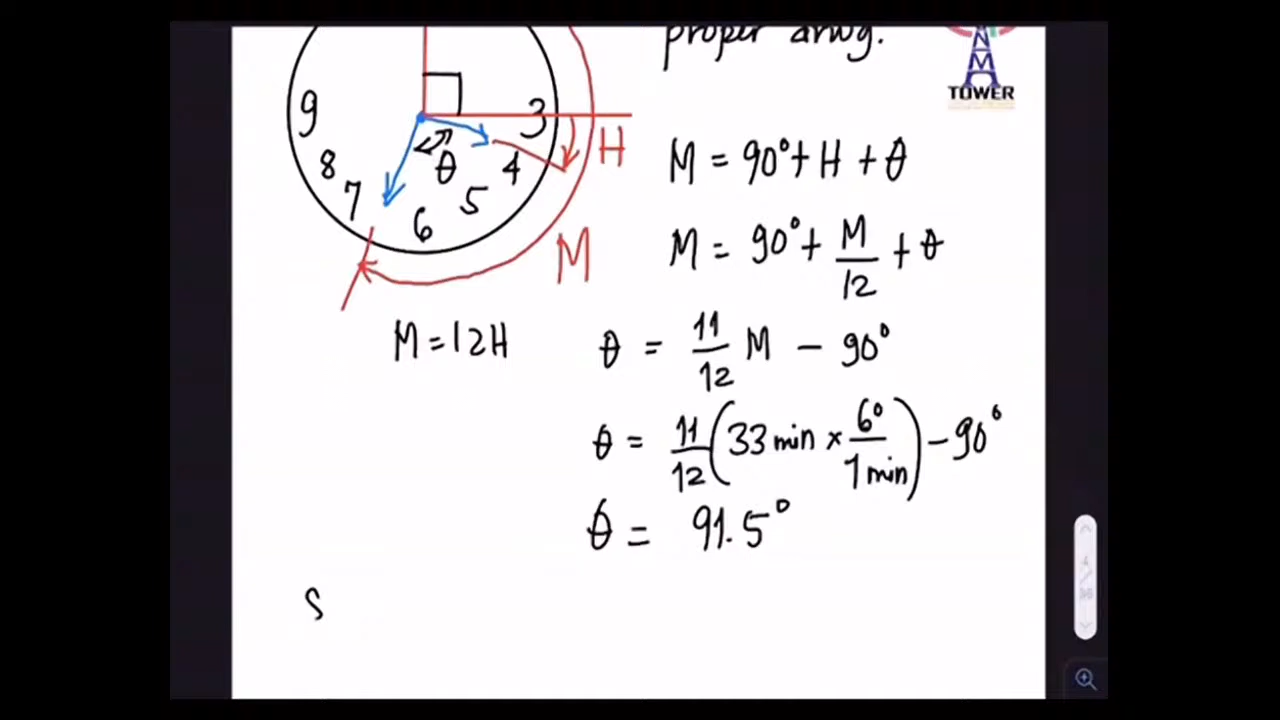 proper drwg.
NM
TOWER
9
3
8
4
7
5
6
θ
H
M
M = 90° + H + θ
M = 90° + M/12 + θ
M = 12H
θ = 11/12 M - 90°
θ = 11/12 (33 min × 6°/1 min) - 90°
θ = 91.5°
S